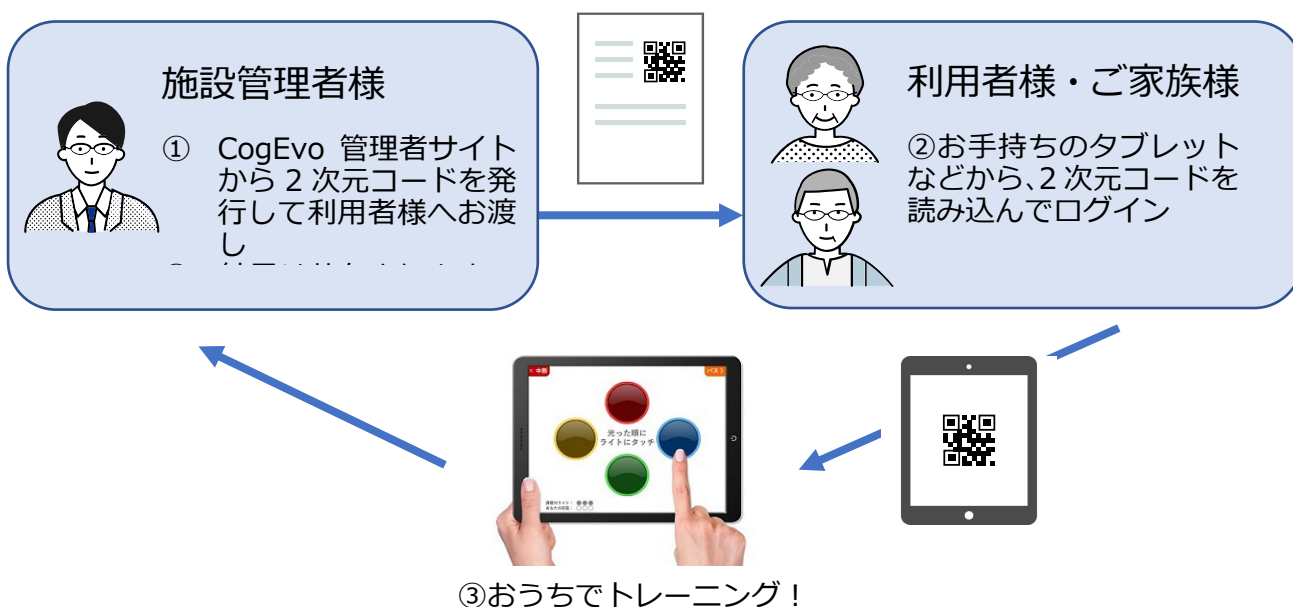 施設管理者様
① CogEvo 管理者サイト
から 2 次元コードを発
行して利用者様へお渡
し
利用者様・ご家族様
②お手持ちのタブレット
などから、2 次元コードを
読み込んでログイン
× 中断
パス 》
光った順に
ライトにタッチ
③おうちでトレーニング！